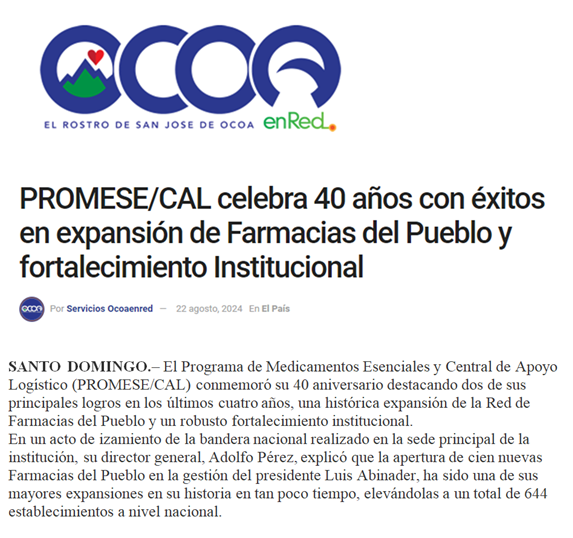 OCOA
EL ROSTRO DE SAN JOSE DE OCOA enRed.
PROMESE/CAL celebra 40 años con éxitos
en expansión de Farmacias del Pueblo y
fortalecimiento Institucional
OCOA Por Servicios Ocoaenred — 22 agosto, 2024 En El País
SANTO DOMINGO.– El Programa de Medicamentos Esenciales y Central de Apoyo
Logístico (PROMESE/CAL) conmemoró su 40 aniversario destacando dos de sus
principales logros en los últimos cuatro años, una histórica expansión de la Red de
Farmacias del Pueblo y un robusto fortalecimiento institucional.
En un acto de izamiento de la bandera nacional realizado en la sede principal de la
institución, su director general, Adolfo Pérez, explicó que la apertura de cien nuevas
Farmacias del Pueblo en la gestión del presidente Luis Abinader, ha sido una de sus
mayores expansiones en su historia en tan poco tiempo, elevándolas a un total de 644
establecimientos a nivel nacional.